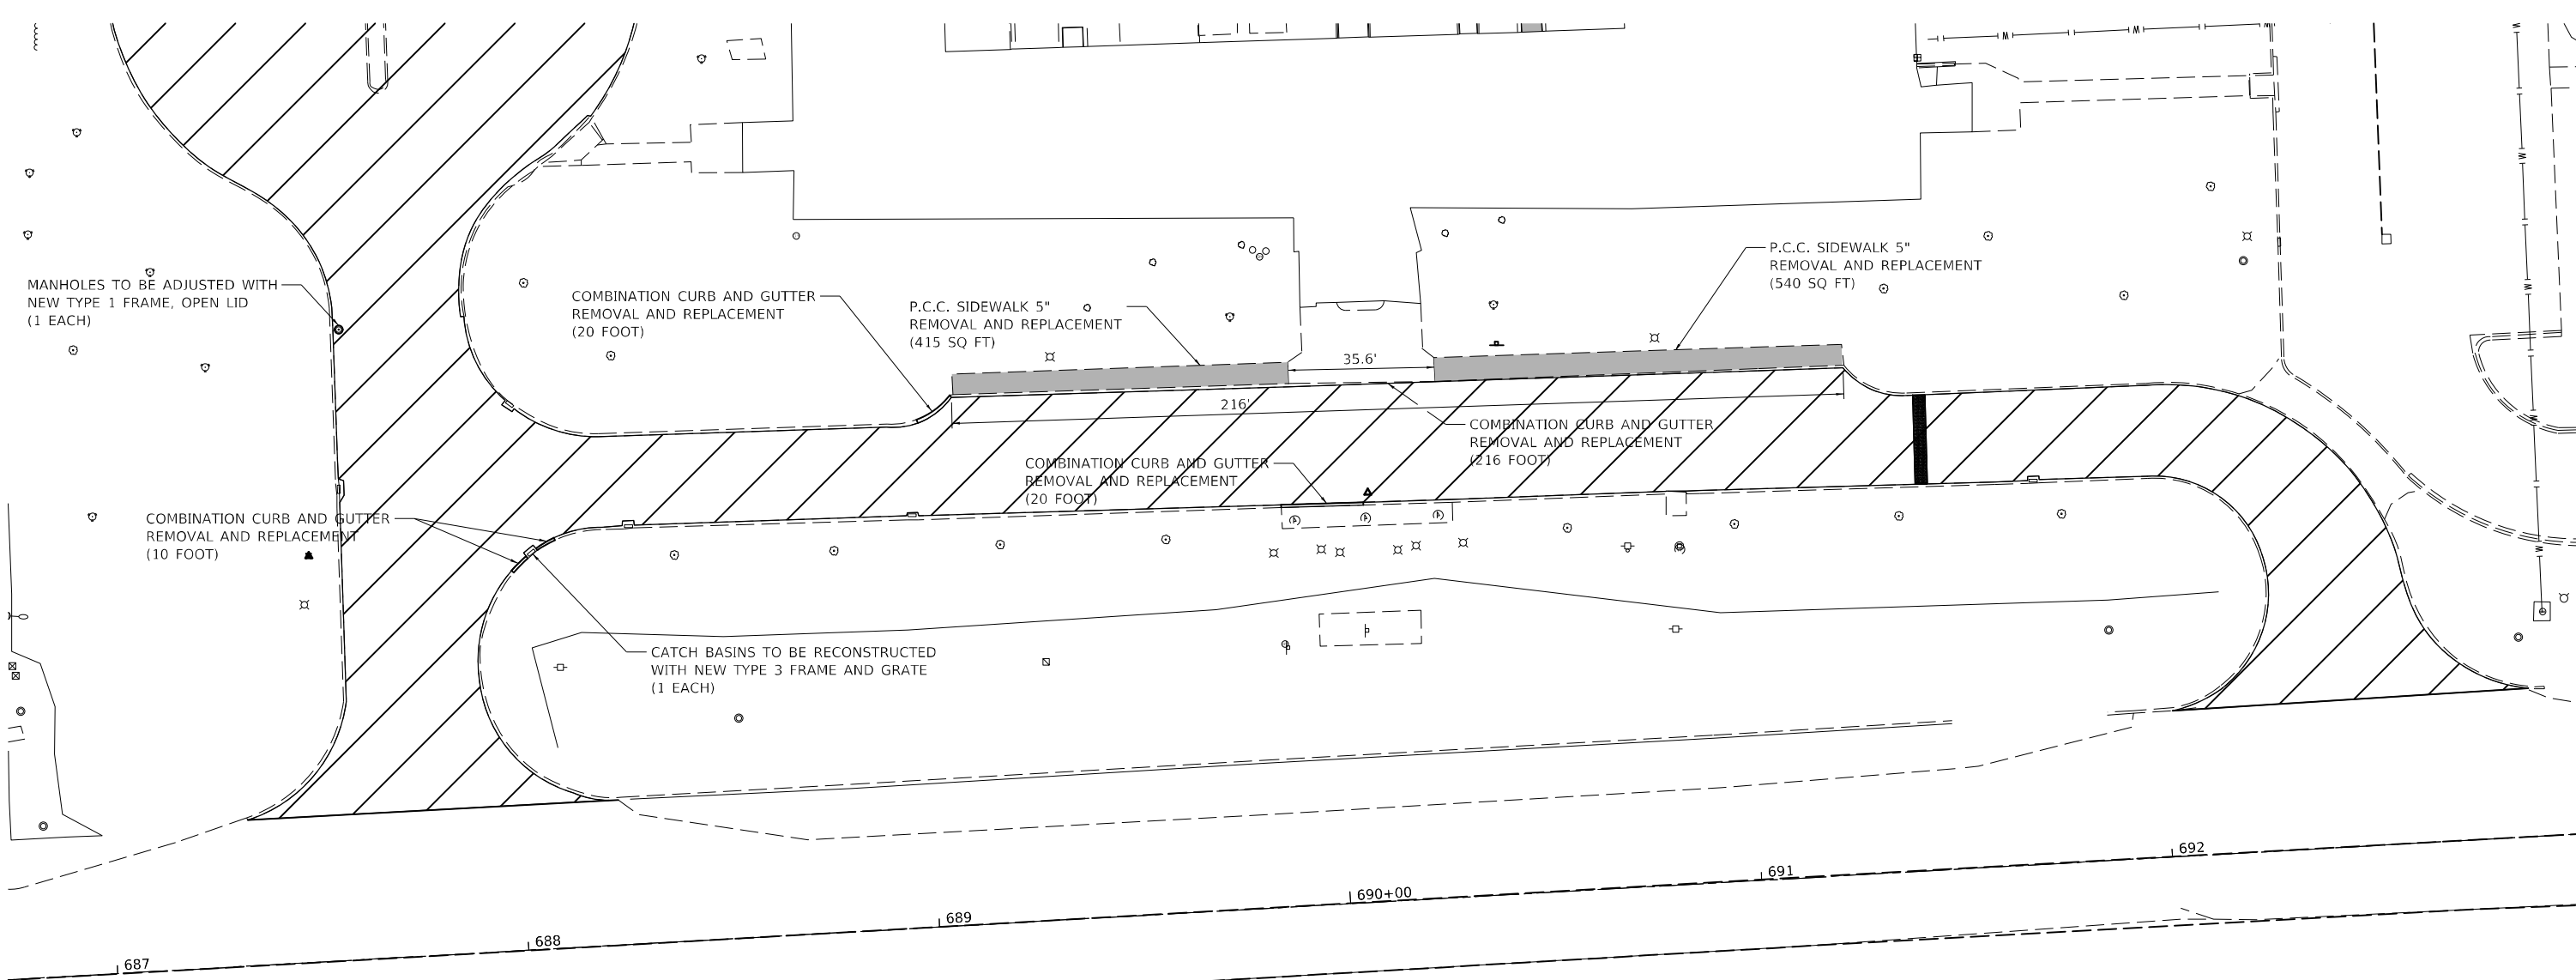 P.C.C. SIDEWALK 5"
REMOVAL AND REPLACEMENT
(540 SQ FT)
MANHOLES TO BE ADJUSTED WITH
NEW TYPE 1 FRAME, OPEN LID
(1 EACH)
COMBINATION CURB AND GUTTER
REMOVAL AND REPLACEMENT
(20 FOOT)
P.C.C. SIDEWALK 5"
REMOVAL AND REPLACEMENT
(415 SQ FT)
35.6'
216'
COMBINATION CURB AND GUTTER
REMOVAL AND REPLACEMENT
(216 FOOT)
COMBINATION CURB AND GUTTER
REMOVAL AND REPLACEMENT
(20 FOOT)
COMBINATION CURB AND GUTTER
REMOVAL AND REPLACEMENT
(10 FOOT)
CATCH BASINS TO BE RECONSTRUCTED
WITH NEW TYPE 3 FRAME AND GRATE
(1 EACH)
687
688
689
690+00
691
692
W
W
W
W
W
W
W
W